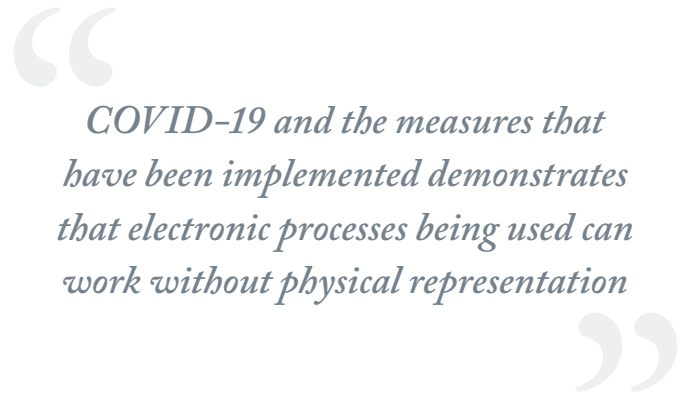 COVID-19 and the measures that
have been implemented demonstrates
that electronic processes being used can
work without physical representation